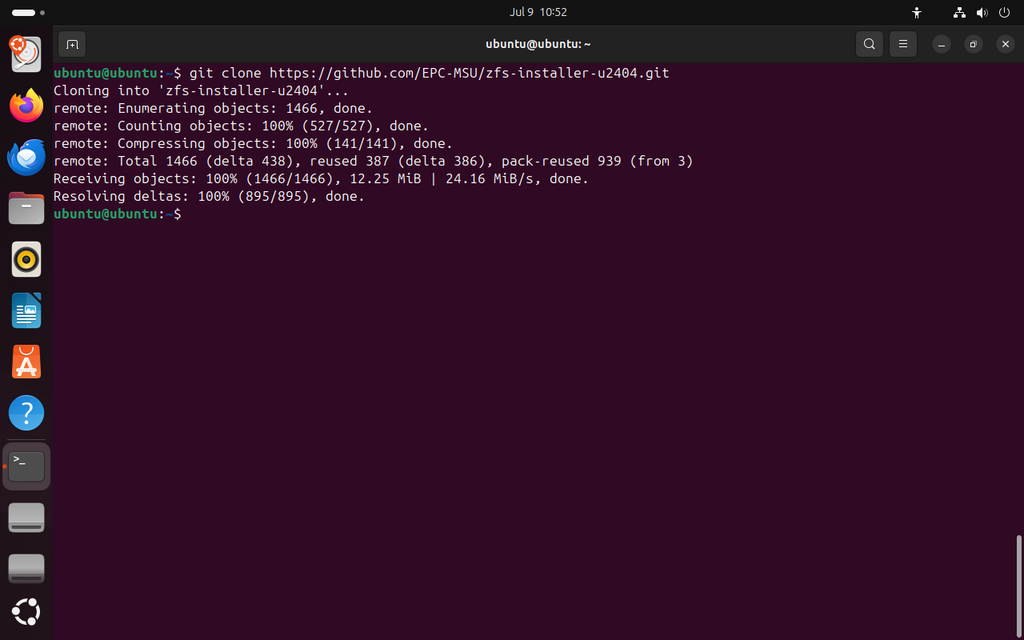 Jul 9 10:52
ubuntu@ubuntu: ~
ubuntu@ubuntu:~$ git clone https://github.com/EPC-MSU/zfs-installer-u2404.git
Cloning into 'zfs-installer-u2404'...
remote: Enumerating objects: 1466, done.
remote: Counting objects: 100% (527/527), done.
remote: Compressing objects: 100% (141/141), done.
remote: Total 1466 (delta 438), reused 387 (delta 386), pack-reused 939 (from 3)
Receiving objects: 100% (1466/1466), 12.25 MiB | 24.16 MiB/s, done.
Resolving deltas: 100% (895/895), done.
ubuntu@ubuntu:~$